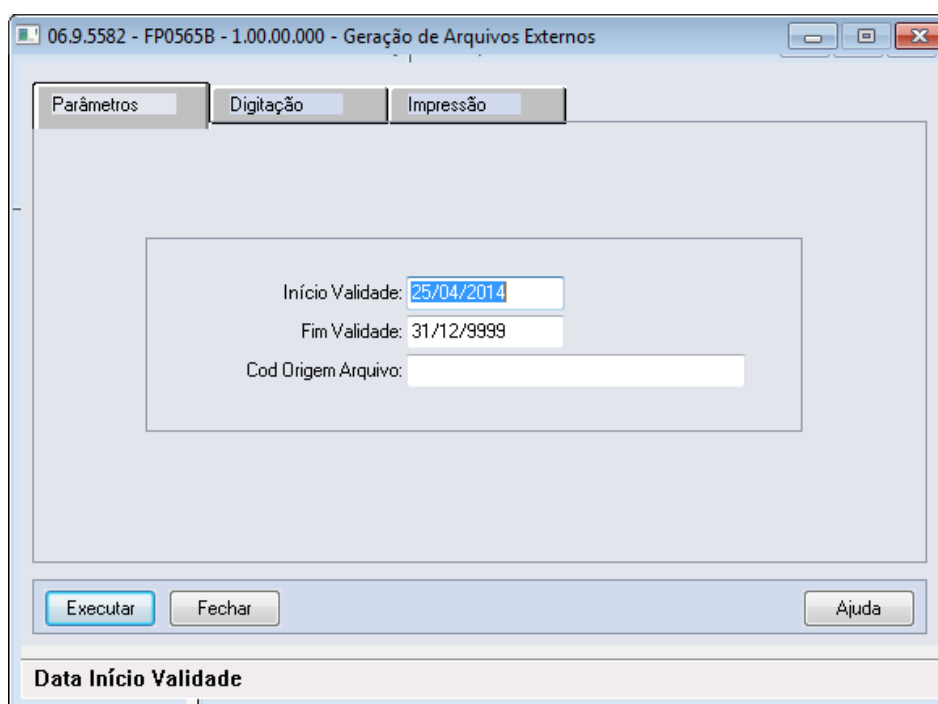 06.9.5582 - FP0565B - 1.00.00.000 - Geração de Arquivos Externos
Parâmetros Digitação Impressão
Início Validade: 25/04/2014
Fim Validade: 31/12/9999
Cod Origem Arquivo:
Executar Fechar Ajuda
Data Início Validade